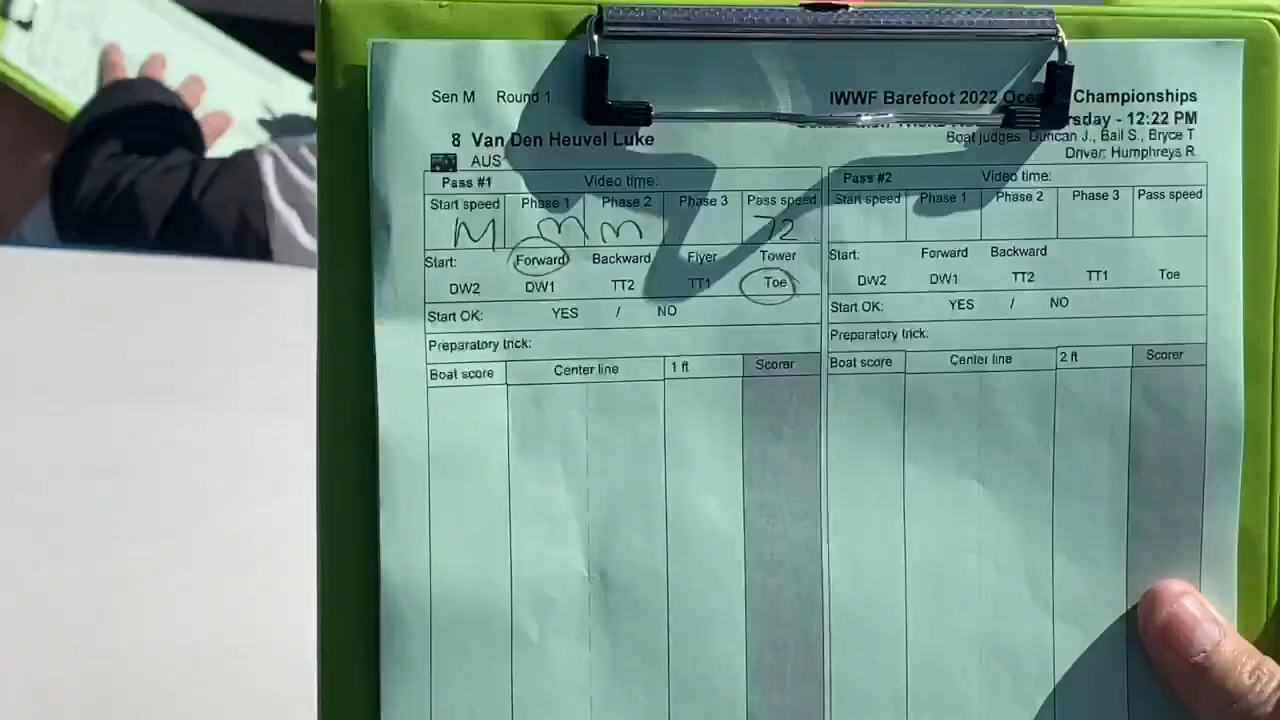 Sen M Round 1
IWWF Barefoot 2022 Championships
- 12:22 PM
8 Van Den Heuvel Luke
Boat judges: Duncan J., Ball S., Bryce T
AUS
Driver: Humphreys R
Pass #1 Video time: Pass #2 Video time:
Start speed Phase 1 Phase 2 Phase 3 Pass speed Start speed Phase 1 Phase 2 Phase 3 Pass speed
M m m 72
Start: Forward Backward Flyer Tower Start: Forward Backward
DW2 DW1 TT2 TT1 Toe DW2 DW1 TT2 TT1 Toe
Start OK: YES / NO Start OK: YES / NO
Preparatory trick: Preparatory trick:
Boat score Center line 1 ft Scorer Boat score Center line 2 ft Scorer